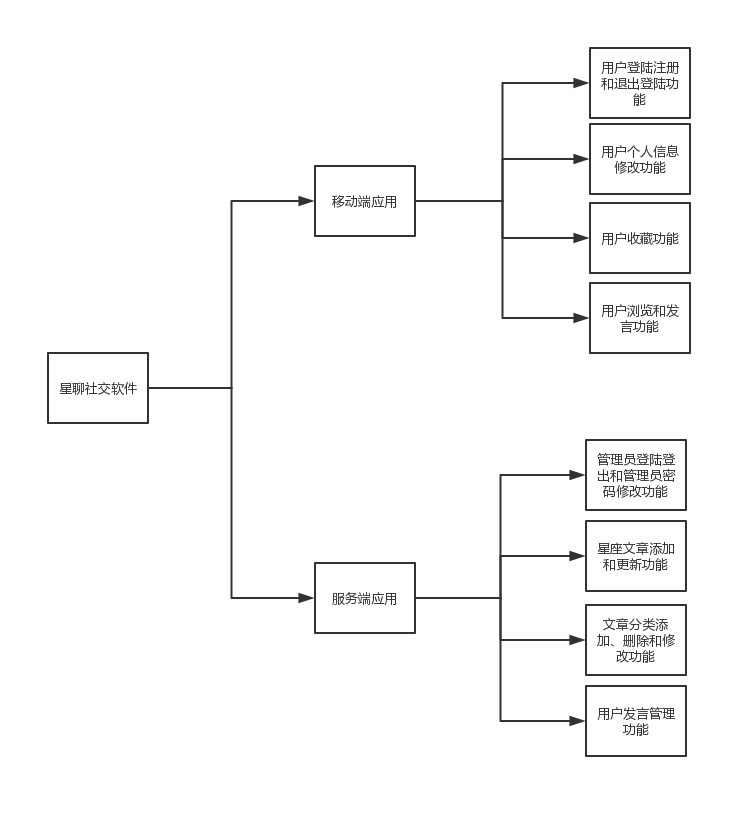 用户登陆注册
和退出登陆功
能
用户个人信息
修改功能
移动端应用
用户收藏功能
用户浏览和发
言功能
星聊社交软件
管理员登陆登
出和管理员密
码修改功能
星座文章添加
和更新功能
服务端应用
文章分类添
加、删除和修
改功能
用户发言管理
功能